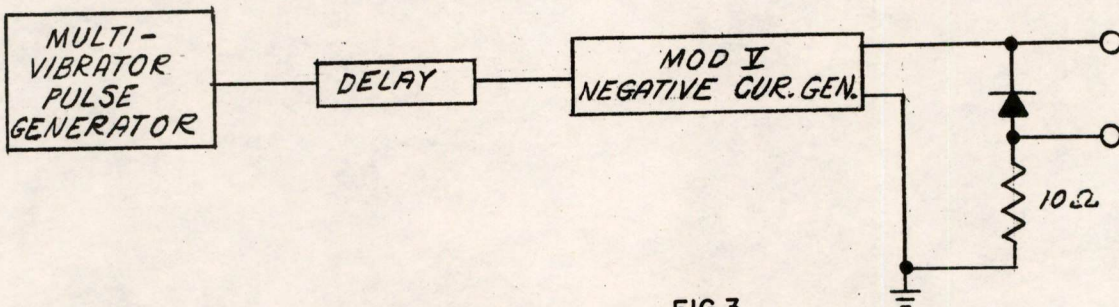 MULTI-
VIBRATOR
PULSE
GENERATOR
DELAY
MOD V
NEGATIVE CUR. GEN.
10Ω
FIG. 3